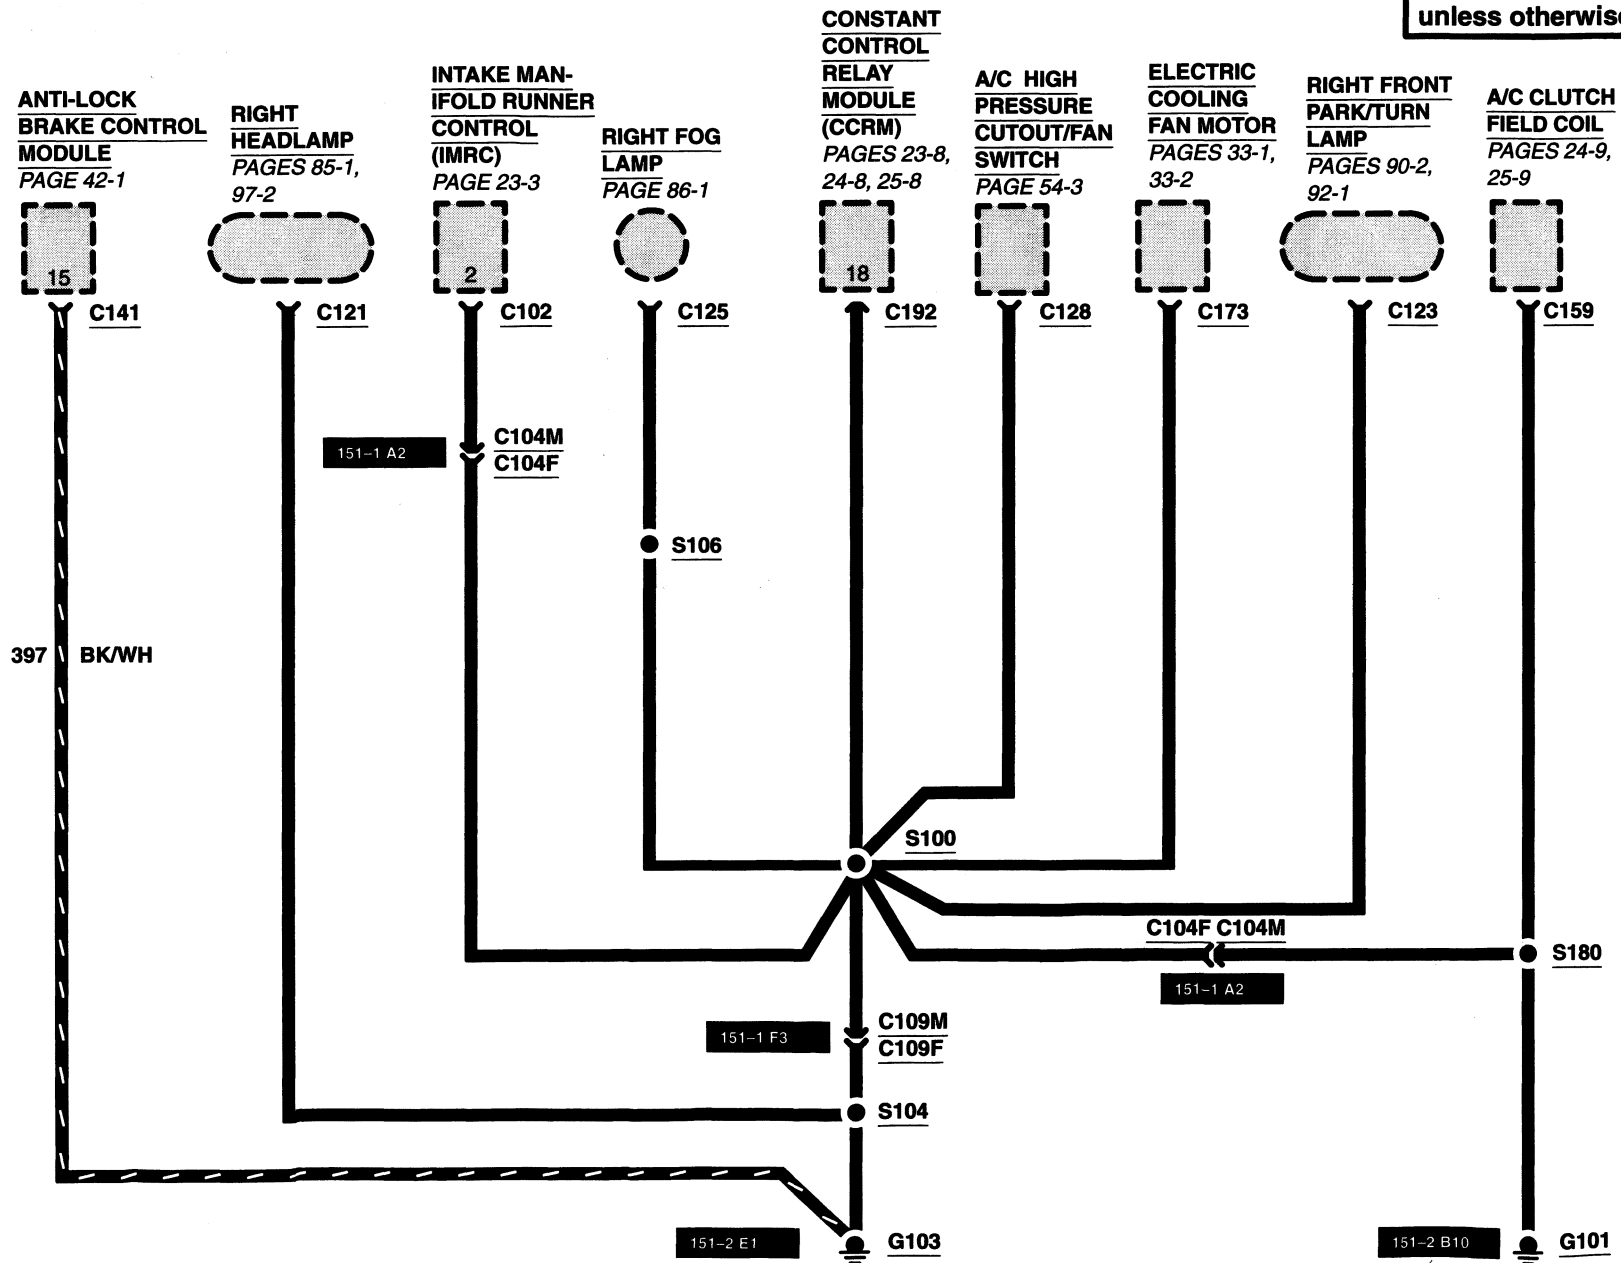 unless otherwise
ANTI-LOCK
BRAKE CONTROL
MODULE
PAGE 42-1
15
C141
RIGHT
HEADLAMP
PAGES 85-1,
97-2
C121
INTAKE MAN-
IFOLD RUNNER
CONTROL
(IMRC)
PAGE 23-3
2
C102
RIGHT FOG
LAMP
PAGE 86-1
C125
CONSTANT
CONTROL
RELAY
MODULE
(CCRM)
PAGES 23-8,
24-8, 25-8
18
C192
A/C HIGH
PRESSURE
CUTOUT/FAN
SWITCH
PAGE 54-3
C128
ELECTRIC
COOLING
FAN MOTOR
PAGES 33-1,
33-2
C173
RIGHT FRONT
PARK/TURN
LAMP
PAGES 90-2,
92-1
C123
A/C CLUTCH
FIELD COIL
PAGES 24-9,
25-9
C159
151-1 A2
C104M
C104F
S106
397 BK/WH
S100
C104F C104M
151-1 A2
S180
151-1 F3
C109M
C109F
S104
151-2 E1
G103
151-2 B10
G101